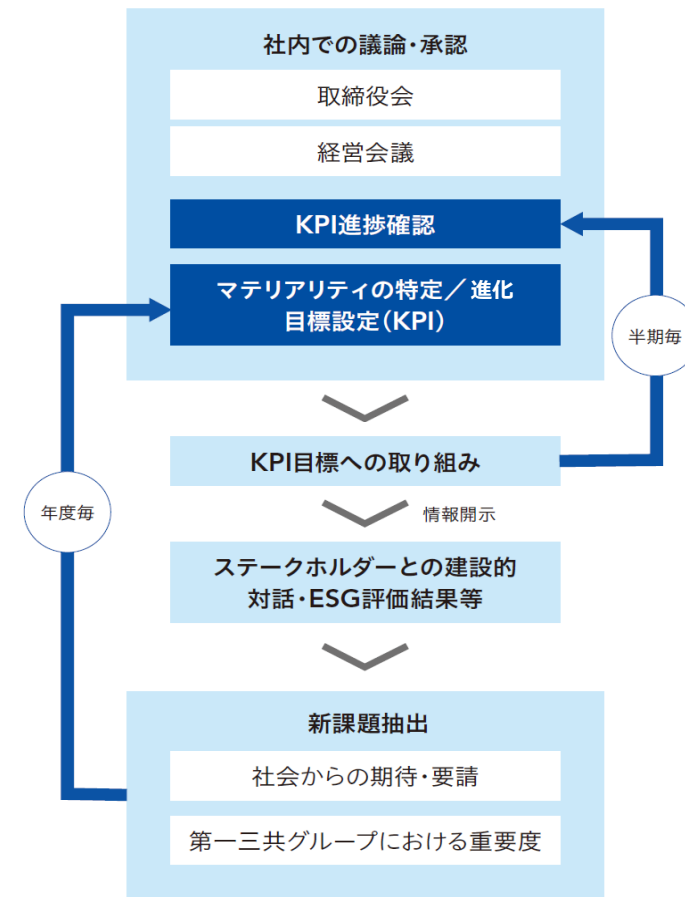 社内での議論・承認
取締役会
経営会議
KPI進捗確認
マテリアリティの特定／進化
目標設定(KPI)
半期毎
KPI目標への取り組み
年度毎
情報開示
ステークホルダーとの建設的
対話・ESG評価結果等
新課題抽出
社会からの期待・要請
第一三共グループにおける重要度